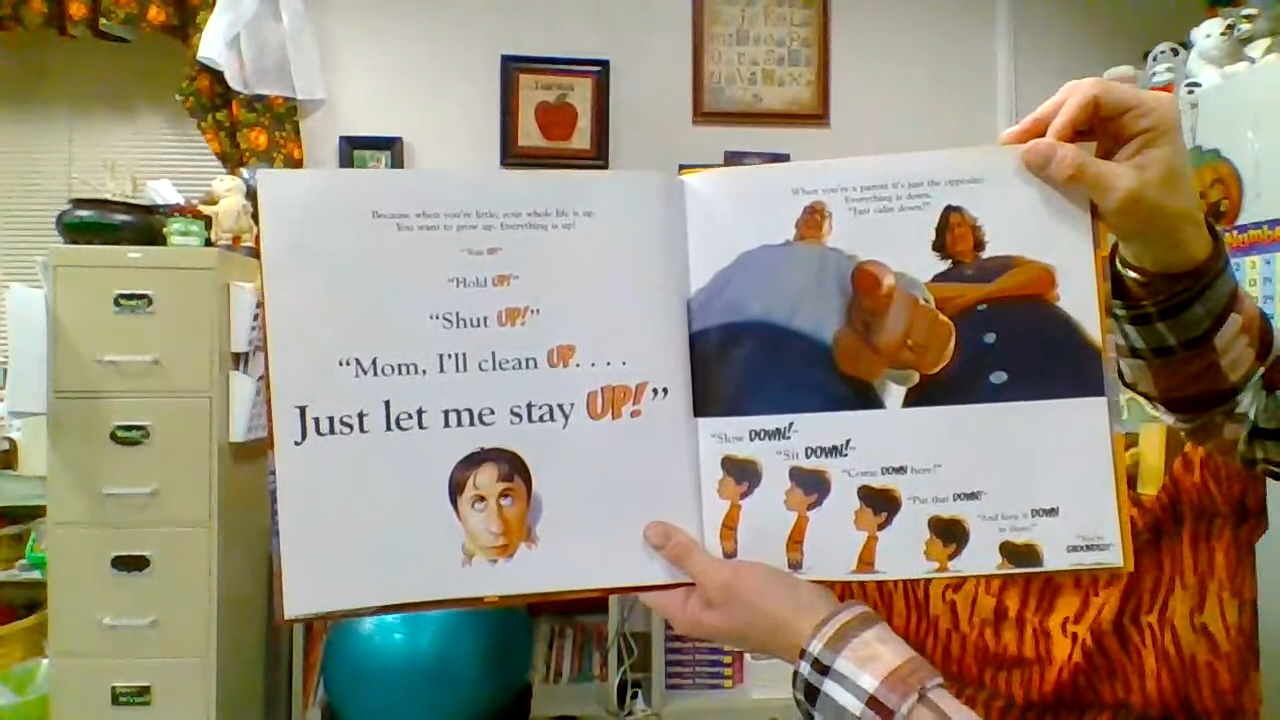 Because when you're little, your whole life is up.
You want to grow up. Everything is up!
"Wait UP!"
"Hold UP!"
"Shut UP!"
"Mom, I'll clean UP. . . .
Just let me stay UP!"
When you're a parent it's just the opposite.
Everything is down.
"Just calm down."
"Slow DOWN!"
"Sit DOWN!"
"Come DOWN here!"
"Put that DOWN!"
"And keep it DOWN
in there!"
"You're
GROUNDED!"
Number